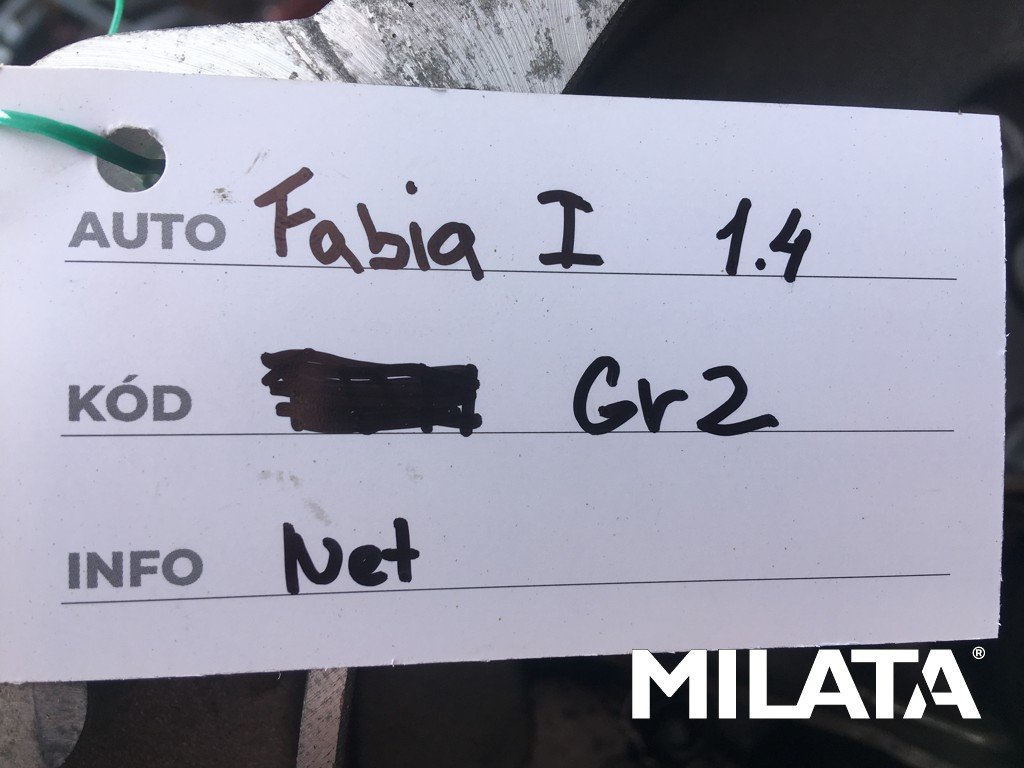 AUTO Fabia I 1.4
KÓD Gr2
INFO Net
MILATA®